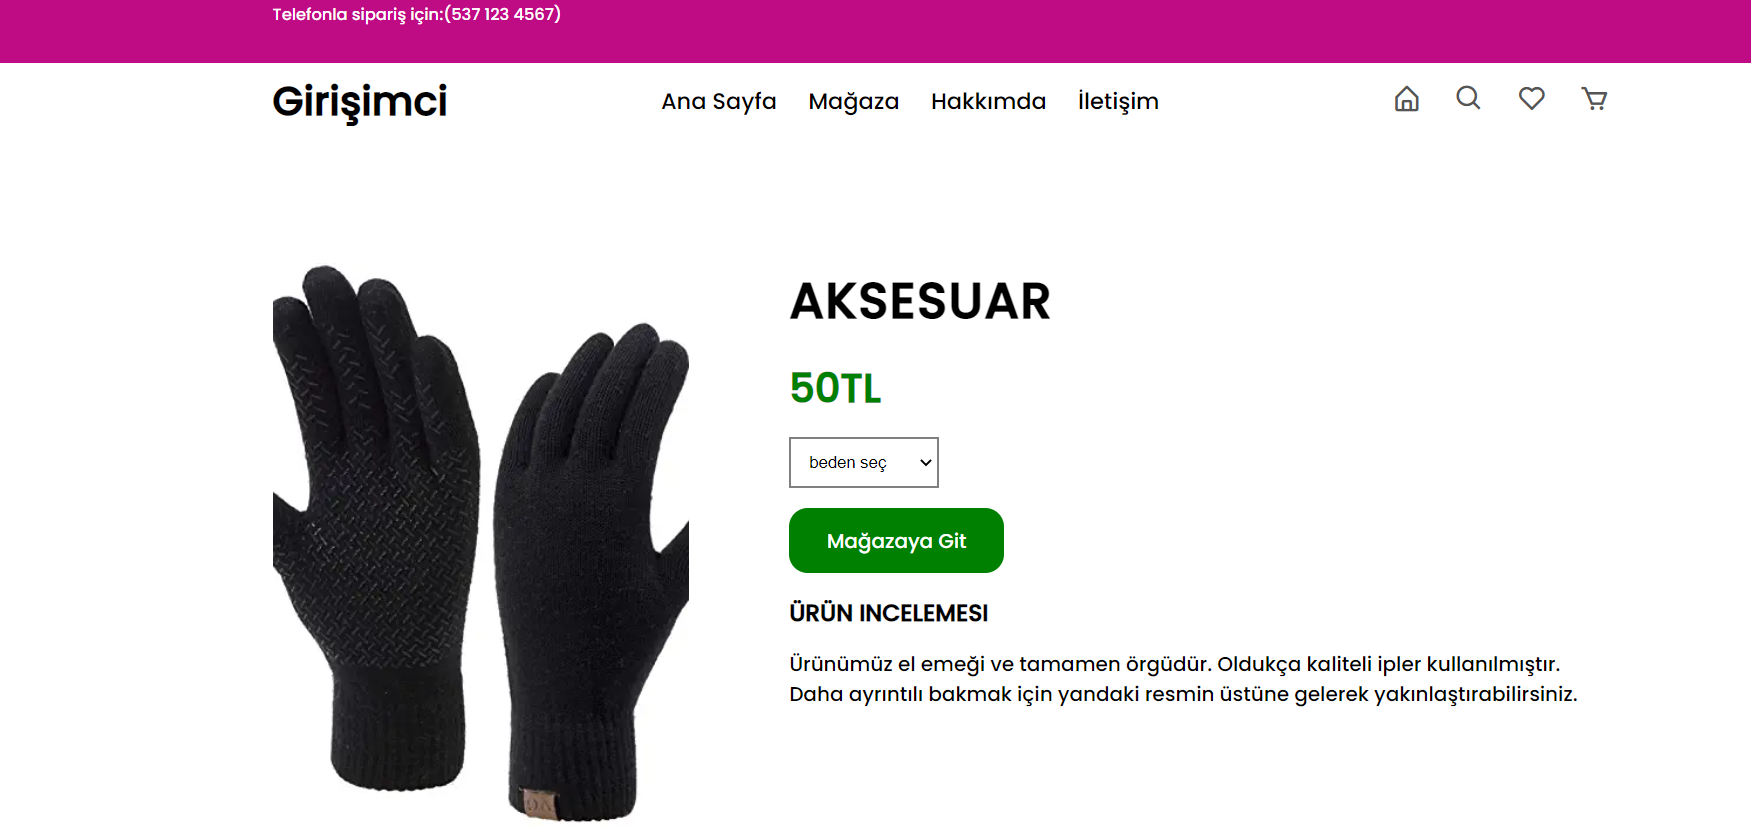 Telefonla sipariş için:(537 123 4567)
Girişimci
Ana Sayfa Mağaza Hakkımda İletişim
AKSESUAR
50TL
beden seç
Mağazaya Git
ÜRÜN INCELEMESI
Ürünümüz el emeği ve tamamen örgüdür. Oldukça kaliteli ipler kullanılmıştır.
Daha ayrıntılı bakmak için yandaki resmin üstüne gelerek yakınlaştırabilirsiniz.